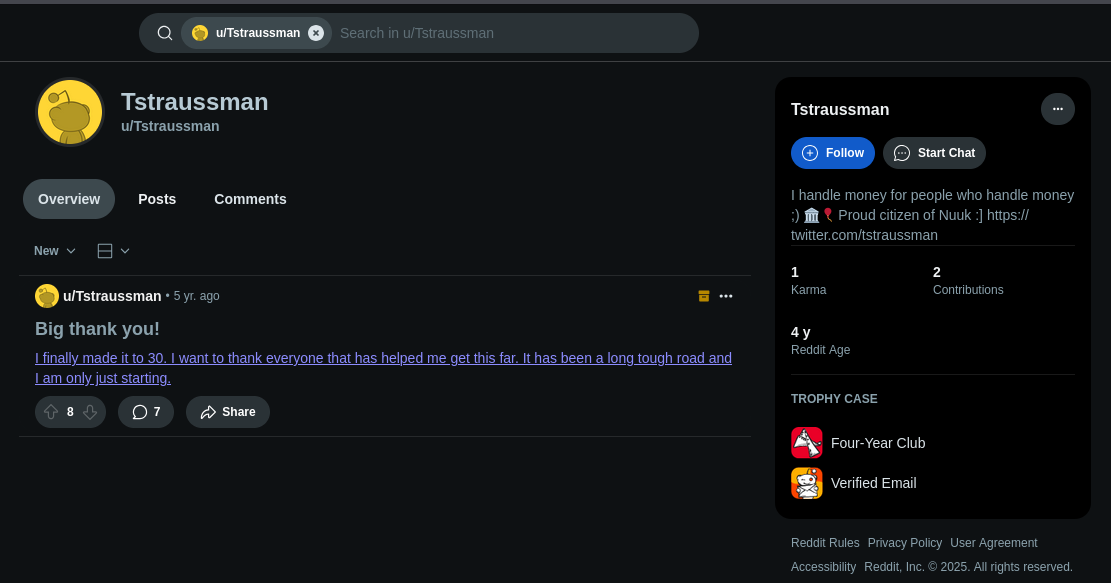 u/Tstraussman
Search in u/Tstraussman
Tstraussman
u/Tstraussman
Overview
Posts
Comments
New
u/Tstraussman • 5 yr. ago
Big thank you!
I finally made it to 30. I want to thank everyone that has helped me get this far. It has been a long tough road and
I am only just starting.
8
7
Share
Tstraussman
Follow
Start Chat
I handle money for people who handle money
;) 🏛️🎈 Proud citizen of Nuuk :] https://
twitter.com/tstraussman
1
2
Karma
Contributions
4 y
Reddit Age
TROPHY CASE
Four-Year Club
Verified Email
Reddit Rules Privacy Policy User Agreement
Accessibility Reddit, Inc. © 2025. All rights reserved.